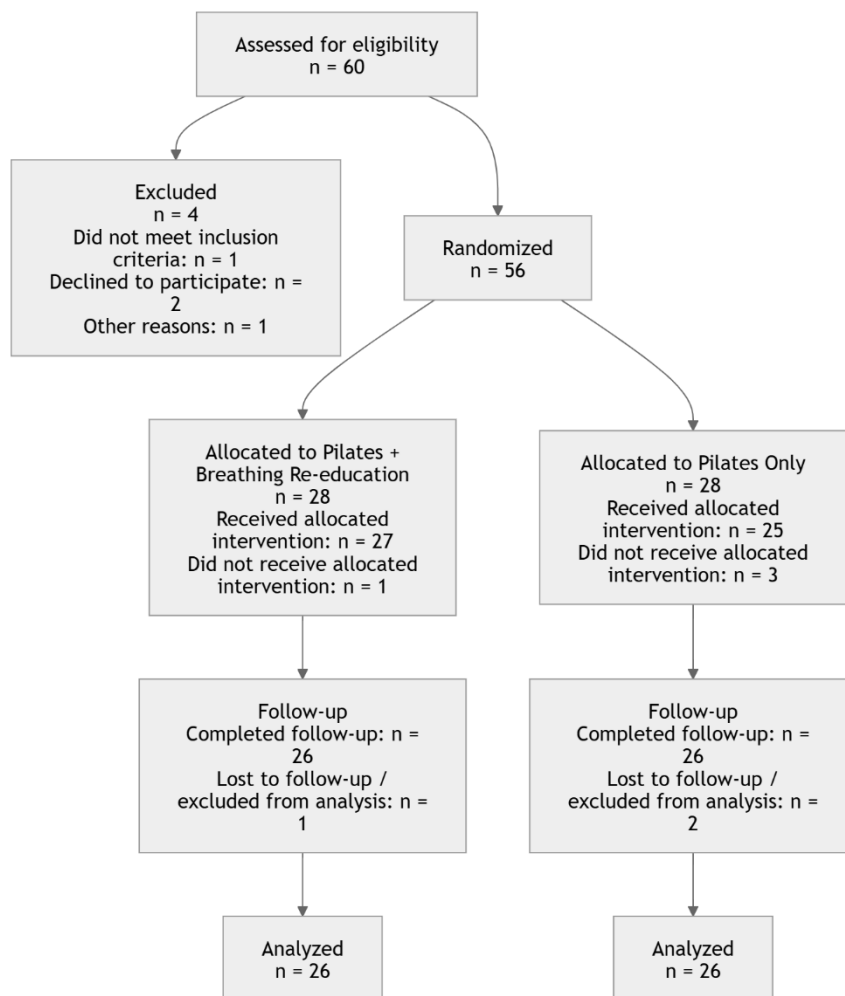 Assessed for eligibility
n = 60
Excluded
n = 4
Did not meet inclusion
criteria: n = 1
Declined to participate: n =
2
Other reasons: n = 1
Randomized
n = 56
Allocated to Pilates +
Breathing Re-education
n = 28
Received allocated
intervention: n = 27
Did not receive allocated
intervention: n = 1
Allocated to Pilates Only
n = 28
Received allocated
intervention: n = 25
Did not receive allocated
intervention: n = 3
Follow-up
Completed follow-up: n =
26
Lost to follow-up /
excluded from analysis: n =
1
Follow-up
Completed follow-up: n =
26
Lost to follow-up /
excluded from analysis: n =
2
Analyzed
n = 26
Analyzed
n = 26